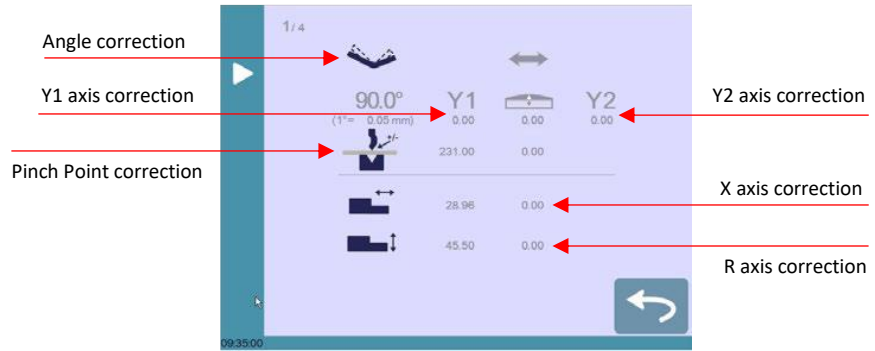 1/4
Angle correction
Y1 axis correction
90.0°
Y1
Y2
(1°= 0.05 mm)
0.00
0.00
0.00
Y2 axis correction
+/-
231.00
0.00
Pinch Point correction
28.96
0.00
X axis correction
45.50
0.00
R axis correction
09:35:00